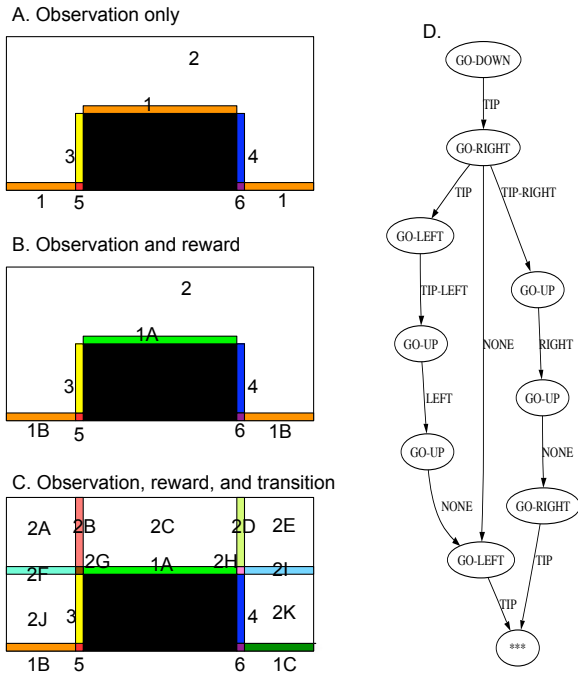 A. Observation only
2
1
3
4
1
5
6
1
B. Observation and reward
2
1A
3
4
1B
5
6
1B
C. Observation, reward, and transition
2A
2B
2C
2D
2E
2F
2G
1A
2H
2I
2J
3
4
2K
1B
5
6
1C
D.
GO-DOWN
TIP
GO-RIGHT
TIP
TIP-RIGHT
GO-LEFT
GO-UP
TIP-LEFT
NONE
RIGHT
GO-UP
GO-UP
LEFT
NONE
GO-UP
GO-RIGHT
NONE
GO-LEFT
TIP
TIP
***